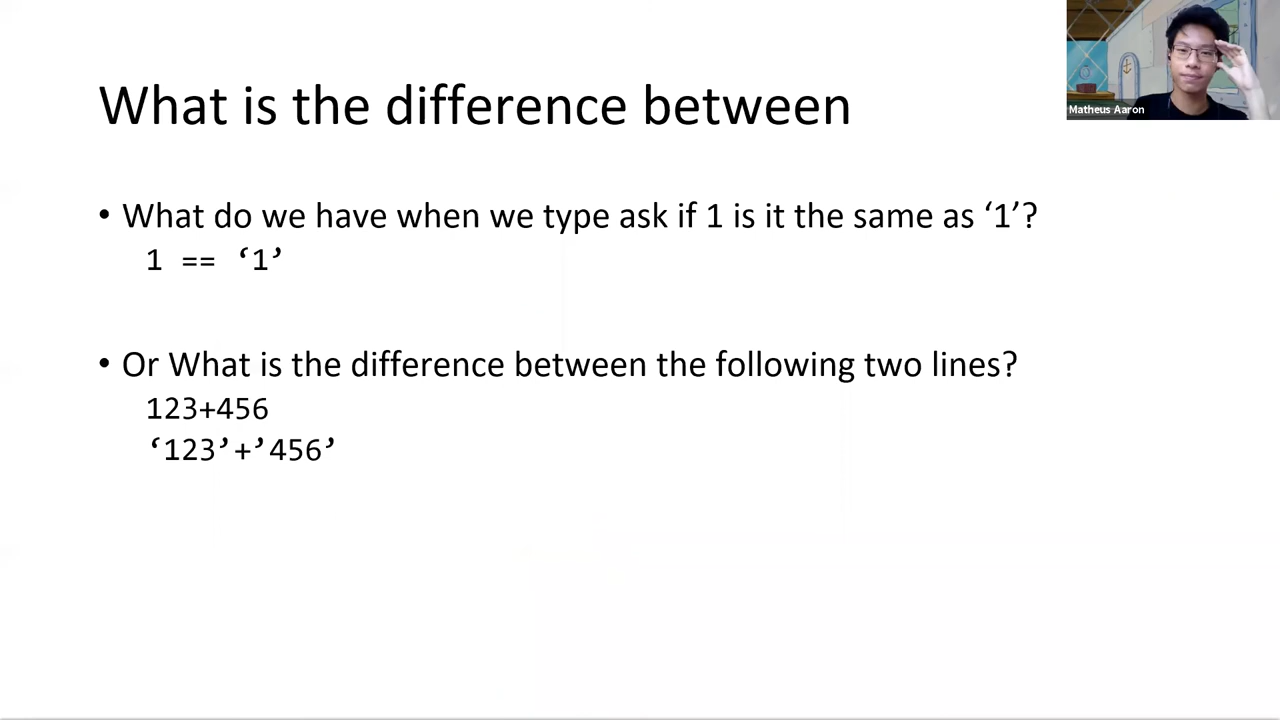 What is the difference between
Matheus Aaron
• What do we have when we type ask if 1 is it the same as ‘1’?
1 == ‘1’
• Or What is the difference between the following two lines?
123+456
‘123’+’456’